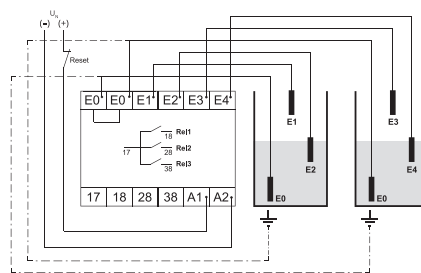 UN
(-) (+)
Reset
E0 E0 E1 E2 E3 E4
18 Rel1
17 28 Rel2
38 Rel3
17 18 28 38 A1 A2
E1
E2
E0
E3
E4
E0